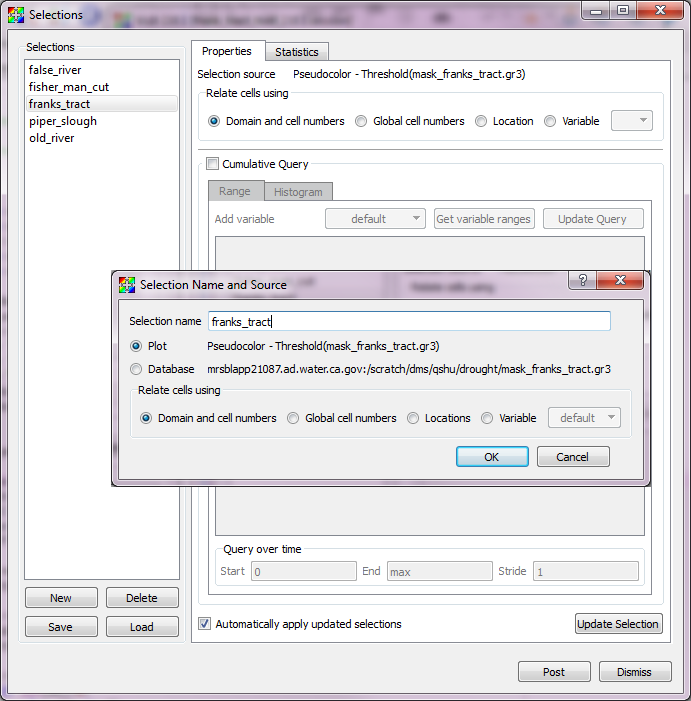 Selections
Selections
false_river
fisher_man_cut
franks_tract
piper_slough
old_river
New
Delete
Save
Load
Properties
Statistics
Selection source Pseudocolor - Threshold(mask_franks_tract.gr3)
Relate cells using
Domain and cell numbers Global cell numbers Location Variable
Cumulative Query
Range
Histogram
Add variable default Get variable ranges Update Query
Selection Name and Source
Selection name franks_tract
Plot Pseudocolor - Threshold(mask_franks_tract.gr3)
Database mrsblapp21087.ad.water.ca.gov:/scratch/dms/qshu/drought/mask_franks_tract.gr3
Relate cells using
Domain and cell numbers Global cell numbers Locations Variable default
OK Cancel
Query over time
Start 0 End max Stride 1
Automatically apply updated selections Update Selection
Post Dismiss